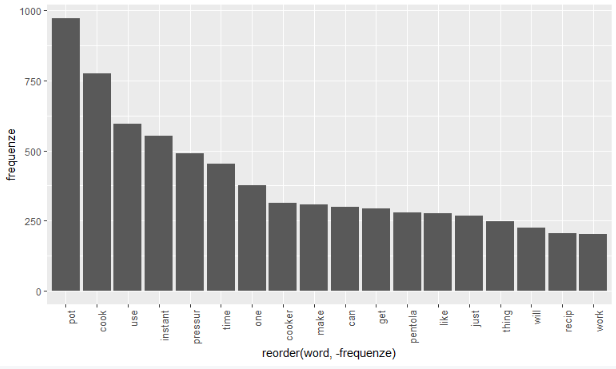 1000
750
500
250
0
frequenze
pot cook use instant pressur time one cooker make can get pentola like just thing will recip work
reorder(word, -frequenze)